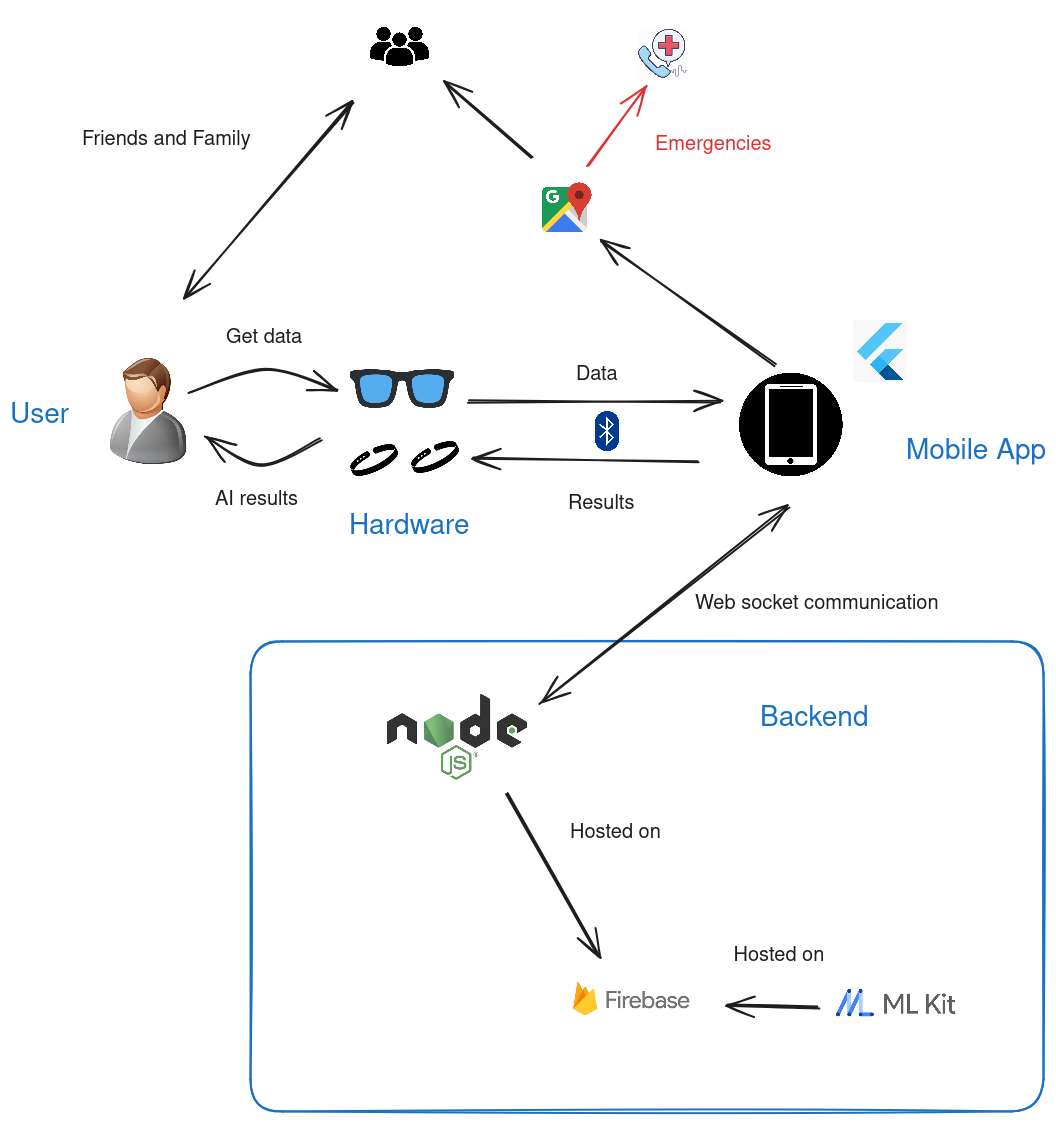 Friends and Family
Emergencies
G
Get data
Data
User
Mobile App
AI results
Results
Hardware
Web socket communication
Backend
node
JS
Hosted on
Hosted on
Firebase
ML Kit